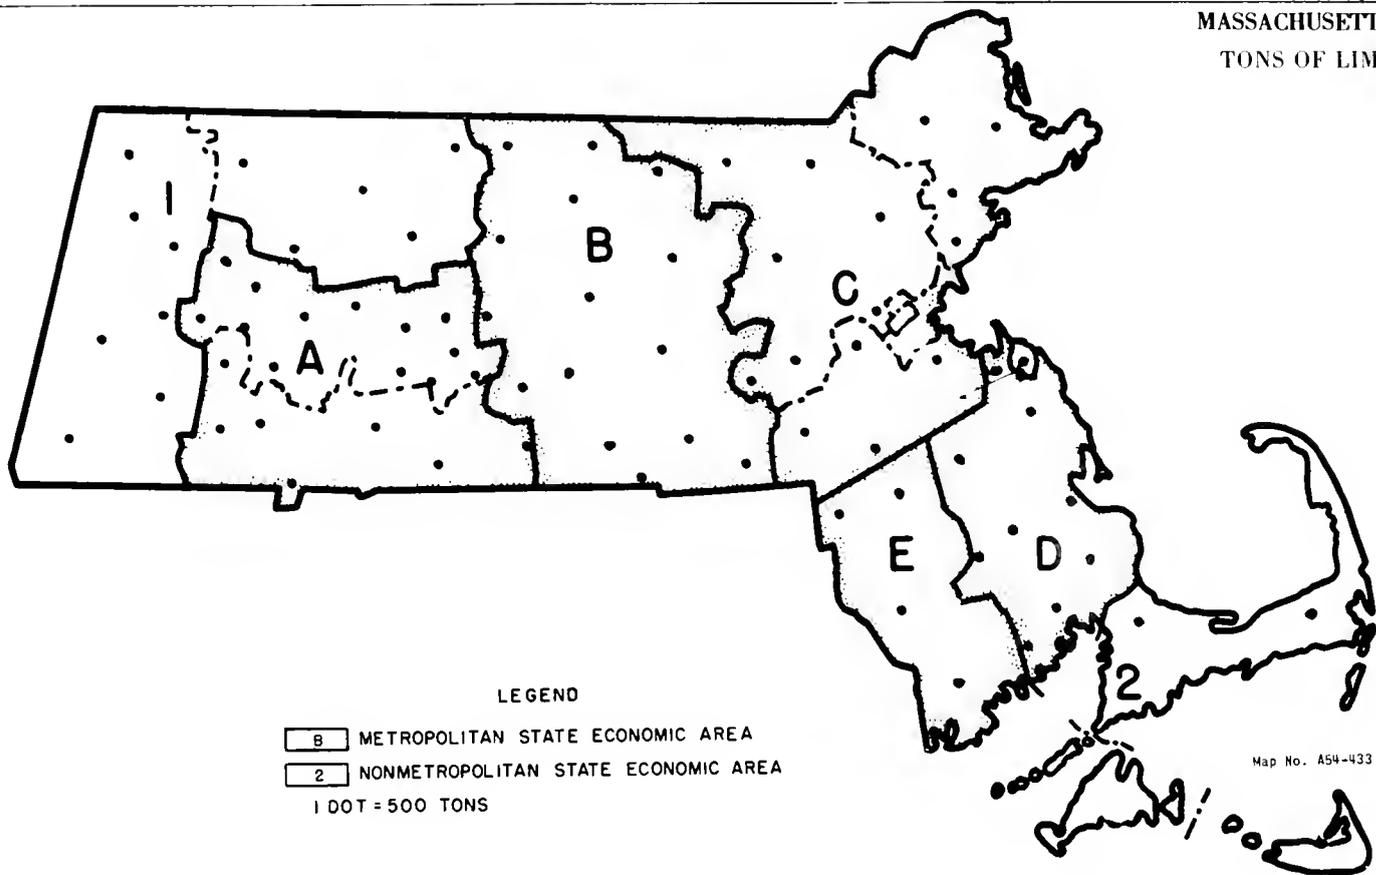 MASSACHUSETT
TONS OF LIM
1
B
C
A
E
D
2
LEGEND
B METROPOLITAN STATE ECONOMIC AREA
2 NONMETROPOLITAN STATE ECONOMIC AREA
1 DOT = 500 TONS
Map No. A54-433